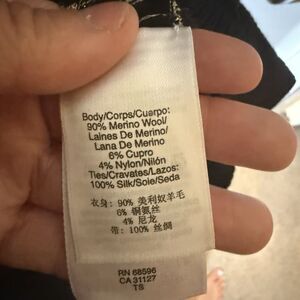 Body/Corps/Cuerpo:
90% Merino Wool/
Laines De Merino/
Lana De Merino
6% Cupro
4% Nylon/Nilón
Ties/Cravates/Lazos:
100% Silk/Soie/Seda
衣身: 90% 美利奴羊毛
6% 铜氨丝
4% 尼龙
带: 100% 丝绸
RN 68596
CA 31127
TS